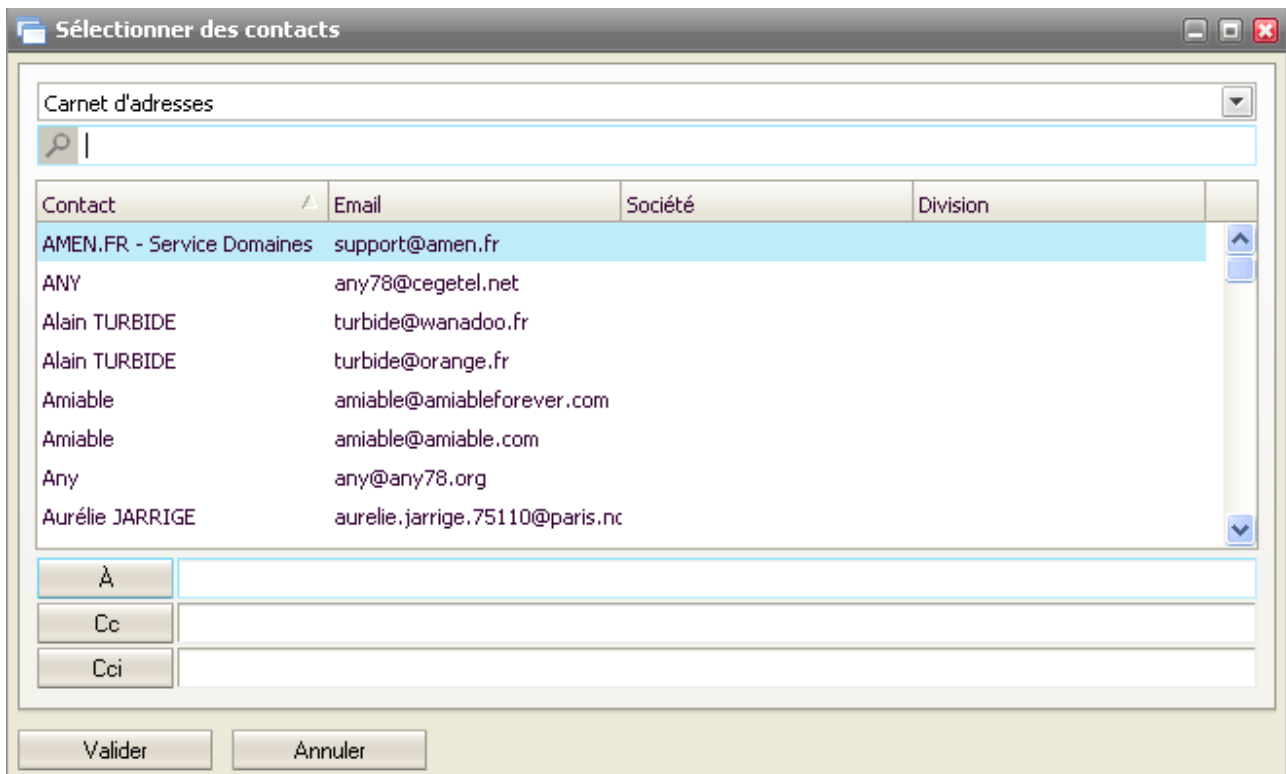 Sélectionner des contacts
Carnet d'adresses
Contact Email Société Division
AMEN.FR - Service Domaines support@amen.fr
ANY any78@cegetel.net
Alain TURBIDE turbide@wanadoo.fr
Alain TURBIDE turbide@orange.fr
Amiable amiable@amiableforever.com
Amiable amiable@amiable.com
Any any@any78.org
Aurélie JARRIGE aurelie.jarrige.75110@paris.nc
À
Cc
Cci
Valider Annuler